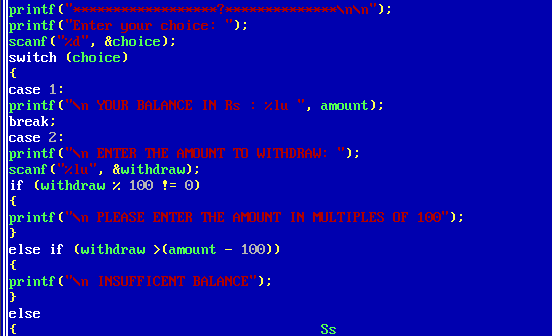 printf("******************?**************\n\n");
printf("Enter your choice: ");
scanf("%d", &choice);
switch (choice)
{
case 1:
printf("\n YOUR BALANCE IN Rs : %lu ", amount);
break;
case 2:
printf("\n ENTER THE AMOUNT TO WITHDRAW: ");
scanf("%lu", &withdraw);
if (withdraw % 100 != 0)
{
printf("\n PLEASE ENTER THE AMOUNT IN MULTIPLES OF 100");
}
else if (withdraw >(amount - 100))
{
printf("\n INSUFFICENT BALANCE");
}
else
{ Ss